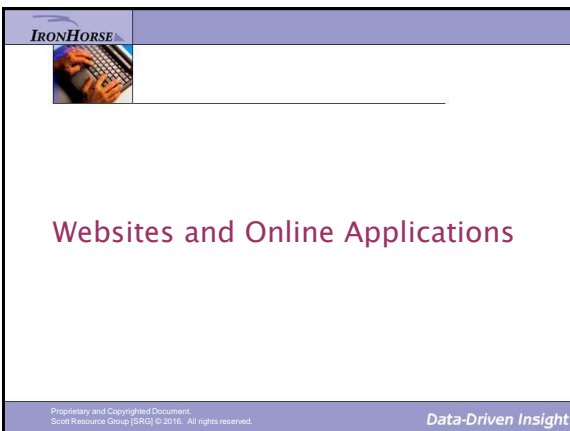 IRONHORSE
Websites and Online Applications
Proprietary and Copyrighted Document.
Scott Resource Group [SRG] © 2016. All rights reserved.
Data-Driven Insight